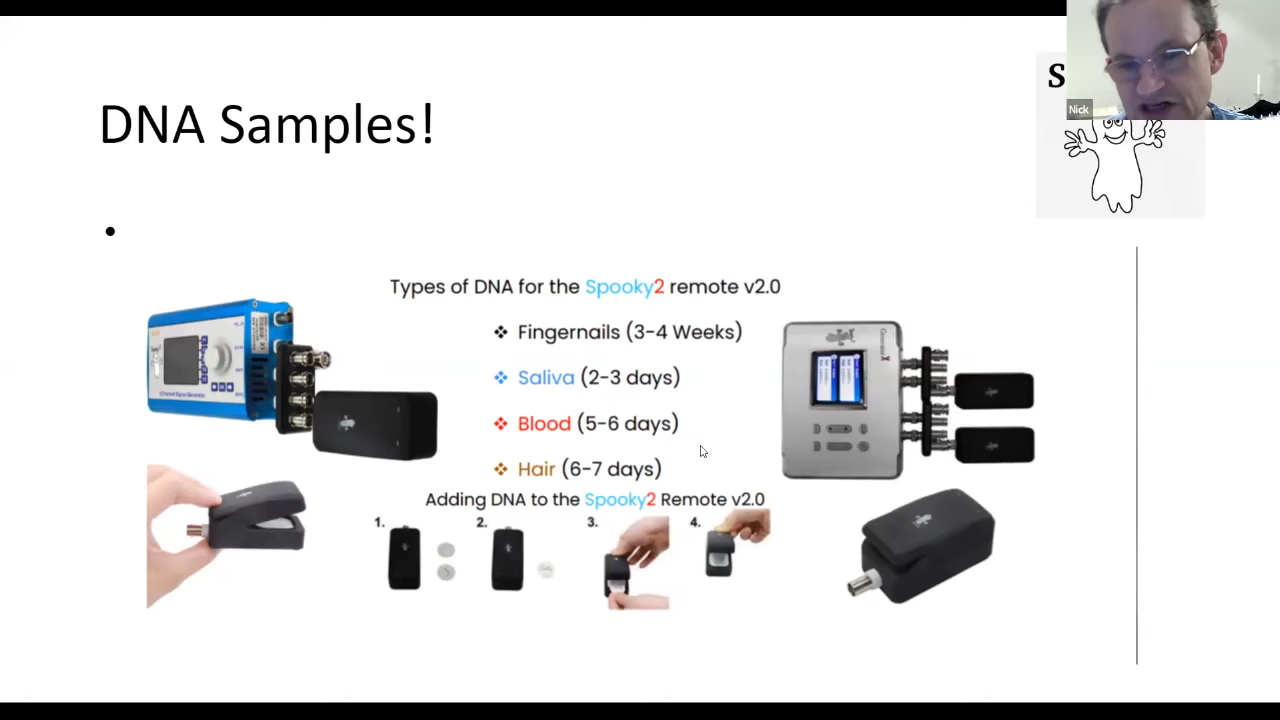 DNA Samples!
S
Nick
Types of DNA for the Spooky2 remote v2.0
Fingernails (3-4 Weeks)
Saliva (2-3 days)
Blood (5-6 days)
Hair (6-7 days)
Adding DNA to the Spooky2 Remote v2.0
1.
2.
3.
4.